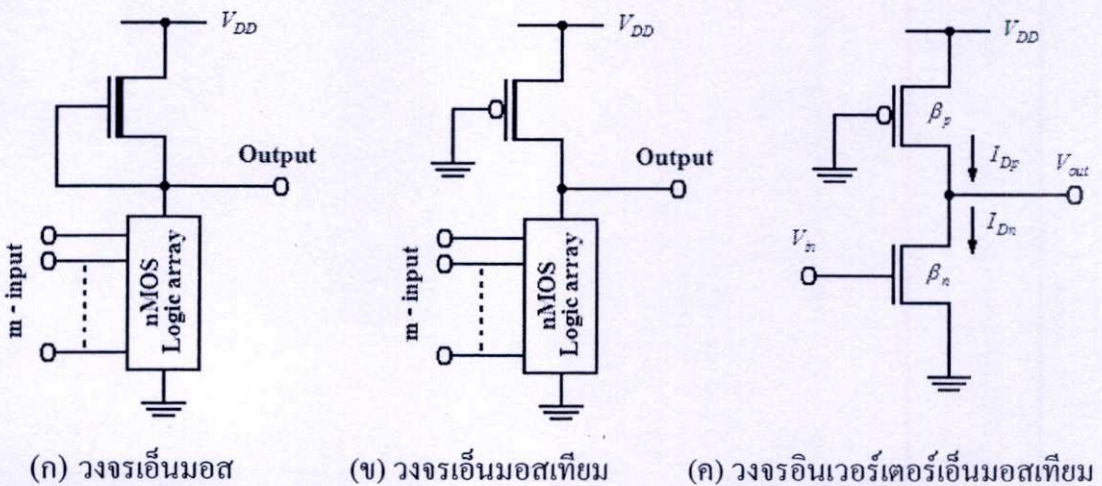 V_DD
Output
m - input
nMOS
Logic array
(ก) วงจรเอ็นมอส
V_DD
Output
m - input
nMOS
Logic array
(ข) วงจรเอ็นมอสเทียม
V_DD
β_p
I_Dp
V_out
I_Dn
V_in
β_n
(ค) วงจรอินเวอร์เตอร์เอ็นมอสเทียม